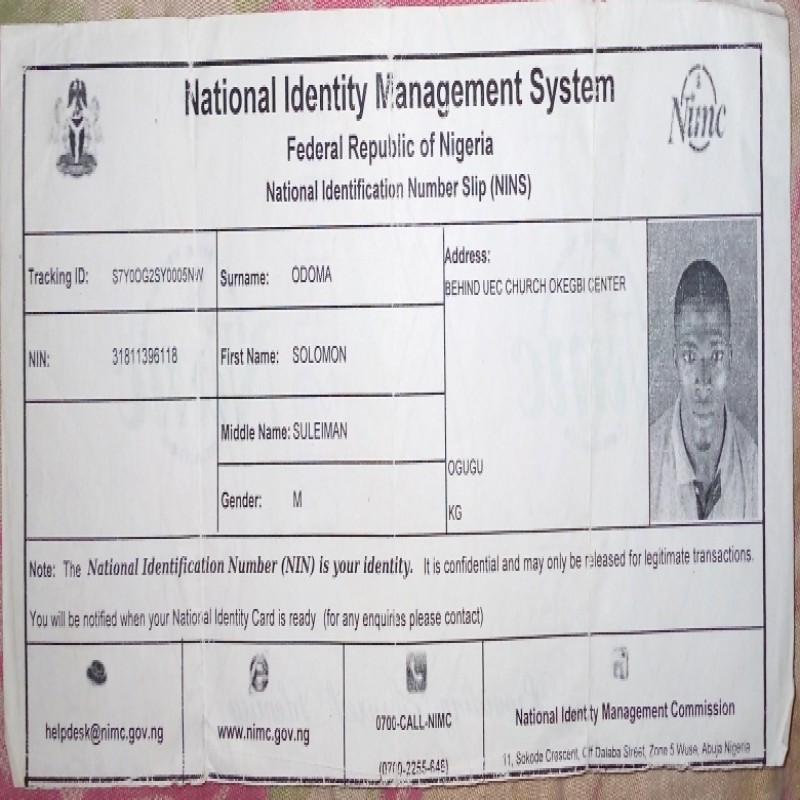 National Identity Management System
Federal Republic of Nigeria
National Identification Number Slip (NINS)
Nimc
Tracking ID: S7Y0OG2SY0005NW
Surname: ODOMA
Address:
BEHIND UEC CHURCH OKEGBI CENTER
NIN: 31811396118
First Name: SOLOMON
Middle Name: SULEIMAN
OGUGU
Gender: M
KG
Note: The National Identification Number (NIN) is your identity. It is confidential and may only be released for legitimate transactions.
You will be notified when your National Identity Card is ready (for any enquiries please contact)
helpdesk@nimc.gov.ng
www.nimc.gov.ng
0700-CALL-NIMC
(0700-2255-646)
National Identity Management Commission
11, Sokode Crescent, Off Dalaba Street, Zone 5 Wuse, Abuja Nigeria